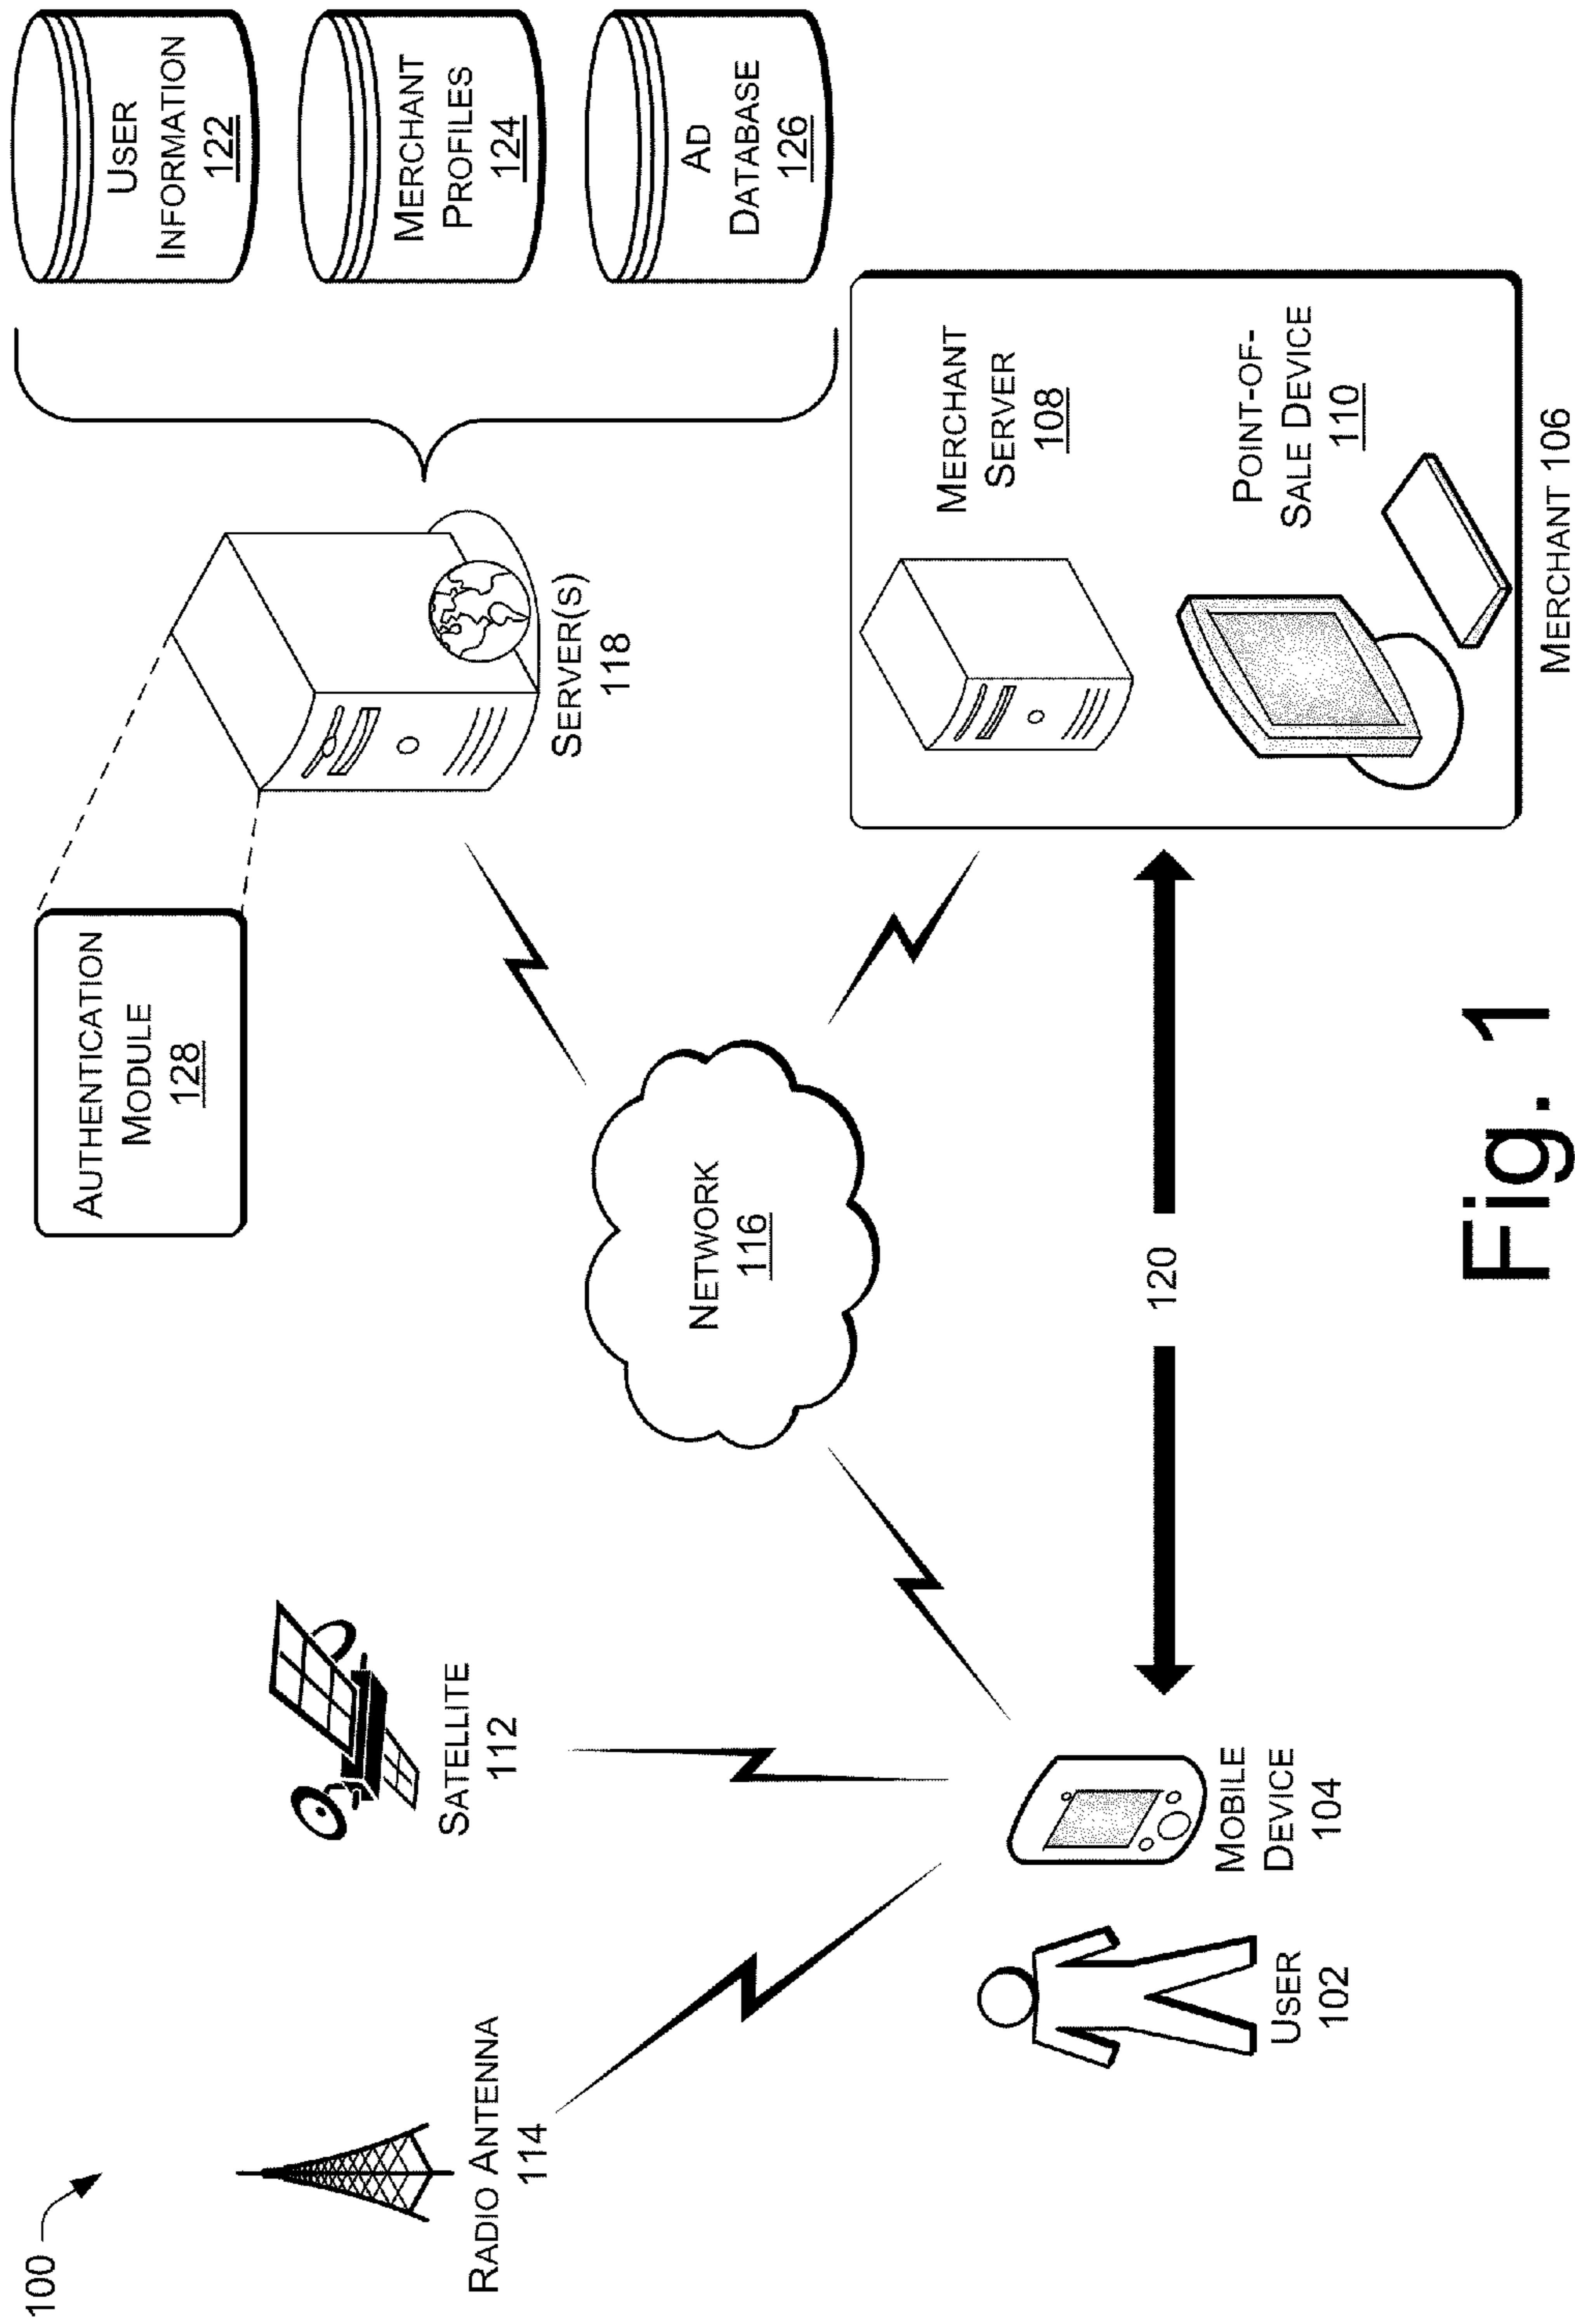 100
RADIO ANTENNA
114
SATELLITE
112
AUTHENTICATION
MODULE
128
SERVER(S)
118
USER
INFORMATION
122
MERCHANT
PROFILES
124
AD
DATABASE
126
NETWORK
116
USER
102
MOBILE
DEVICE
104
120
MERCHANT
SERVER
108
POINT-OF-
SALE DEVICE
110
MERCHANT 106
Fig. 1